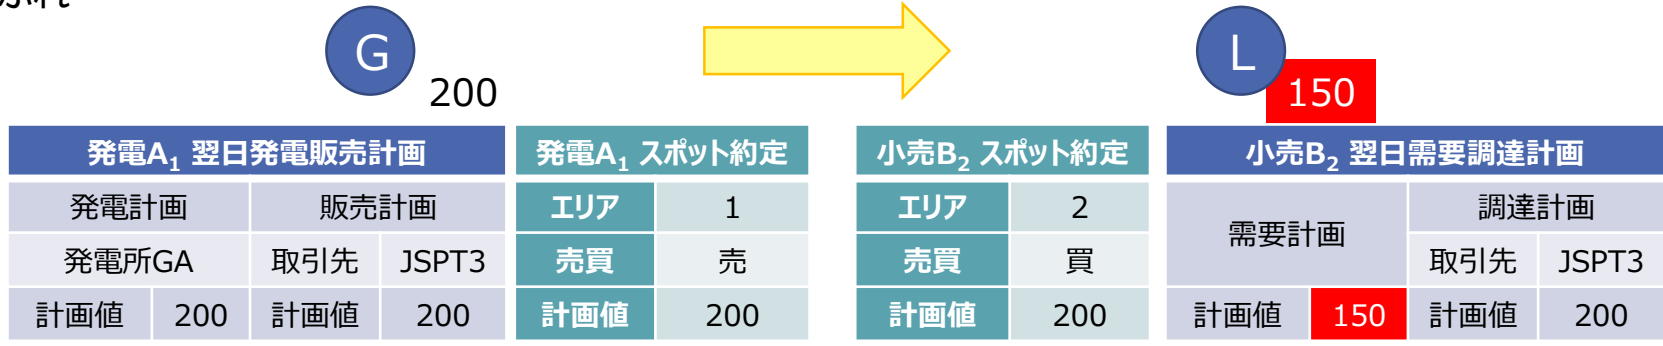 G
200
L
150
発電A1 翌日発電販売計画
発電計画 販売計画
発電所GA 取引先 JSPT3
計画値 200 計画値 200
発電A1 スポット約定
エリア 1
売買 売
計画値 200
小売B2 スポット約定
エリア 2
売買 買
計画値 200
小売B2 翌日需要調達計画
需要計画 調達計画
取引先 JSPT3
計画値 150 計画値 200